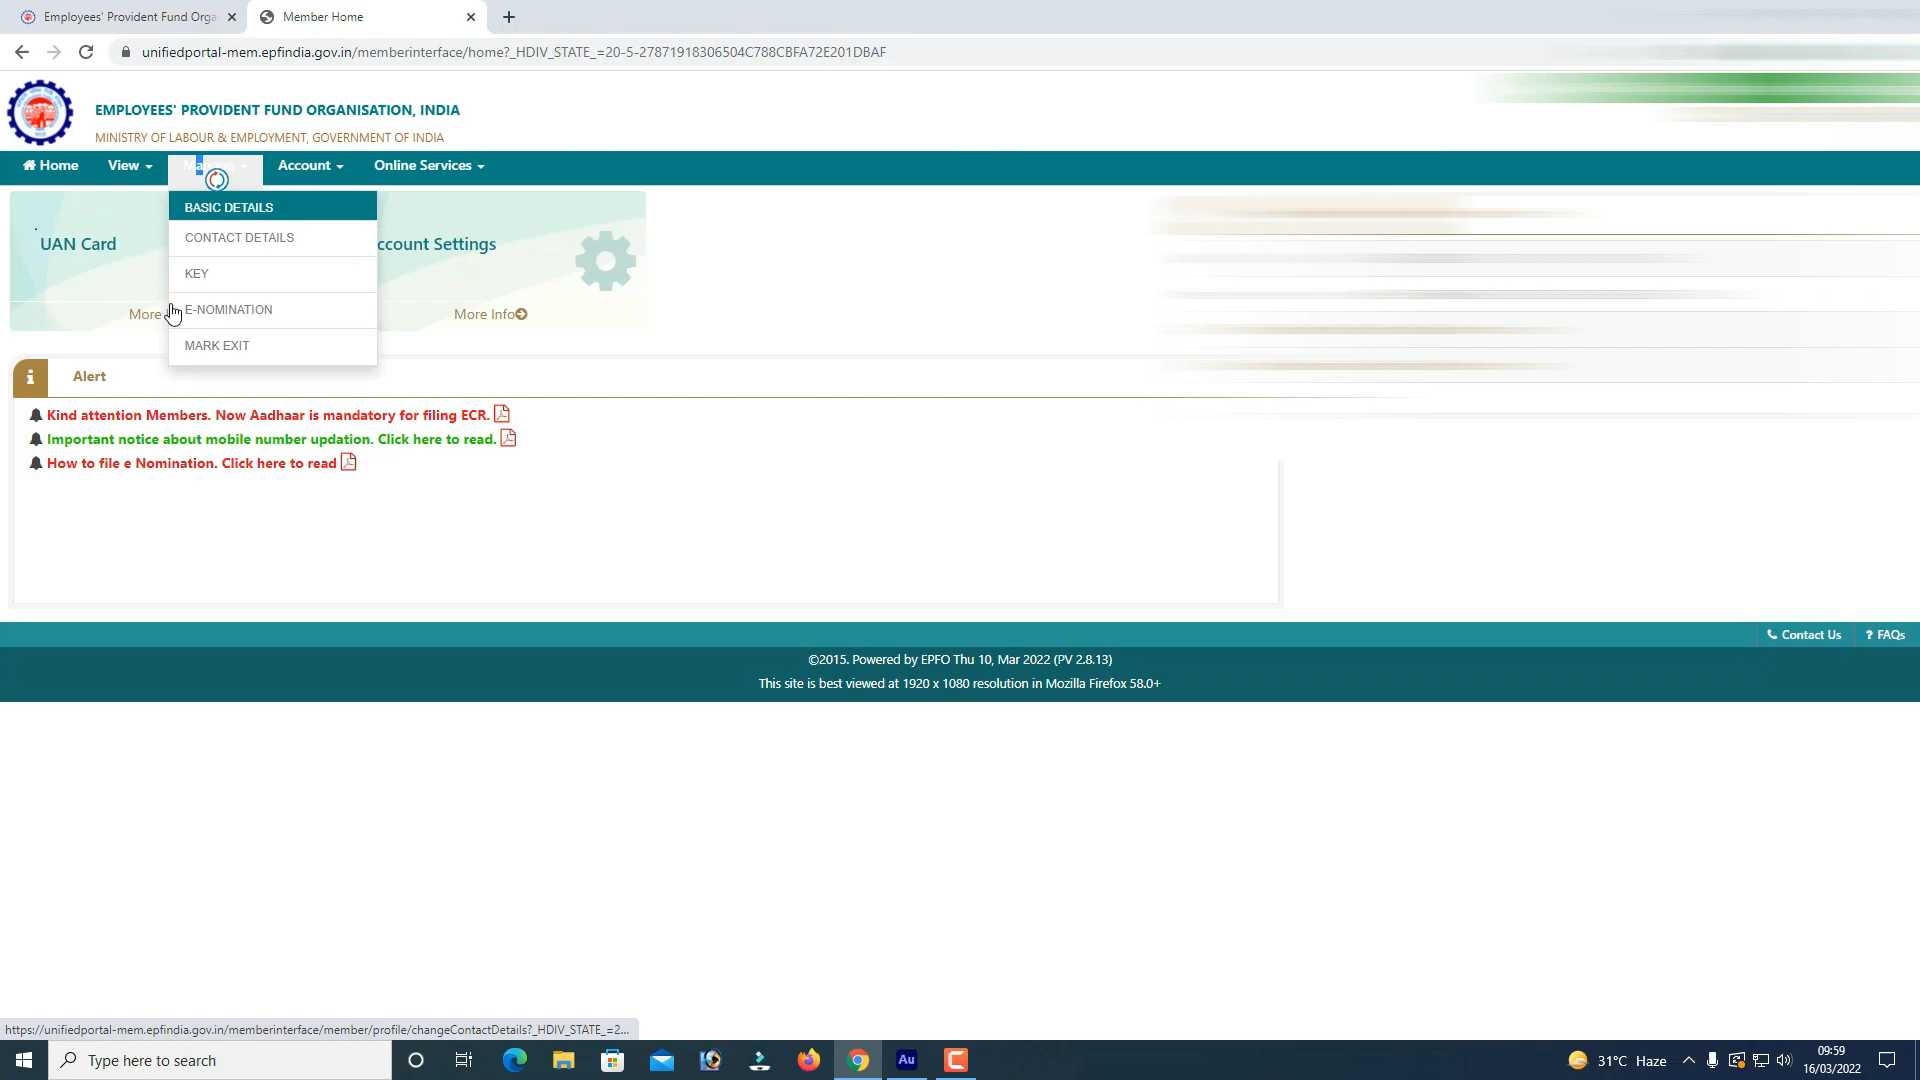 Employees' Provident Fund Orga
Member Home
unifiedportal-mem.epfindia.gov.in/memberinterface/home?_HDIV_STATE_=20-5-27871918306504C788CBFA72E201DBAF
EMPLOYEES' PROVIDENT FUND ORGANISATION, INDIA
MINISTRY OF LABOUR & EMPLOYMENT, GOVERNMENT OF INDIA
Home View Manage Account Online Services
BASIC DETAILS
CONTACT DETAILS
KEY
E-NOMINATION
MARK EXIT
UAN Card
ccount Settings
More
More Info
Alert
Kind attention Members. Now Aadhaar is mandatory for filing ECR.
Important notice about mobile number updation. Click here to read.
How to file e Nomination. Click here to read
Contact Us ? FAQs
©2015. Powered by EPFO Thu 10, Mar 2022 (PV 2.8.13)
This site is best viewed at 1920 x 1080 resolution in Mozilla Firefox 58.0+
https://unifiedportal-mem.epfindia.gov.in/memberinterface/member/profile/changeContactDetails?_HDIV_STATE_=2...
Type here to search
Au
31°C Haze
09:59
16/03/2022